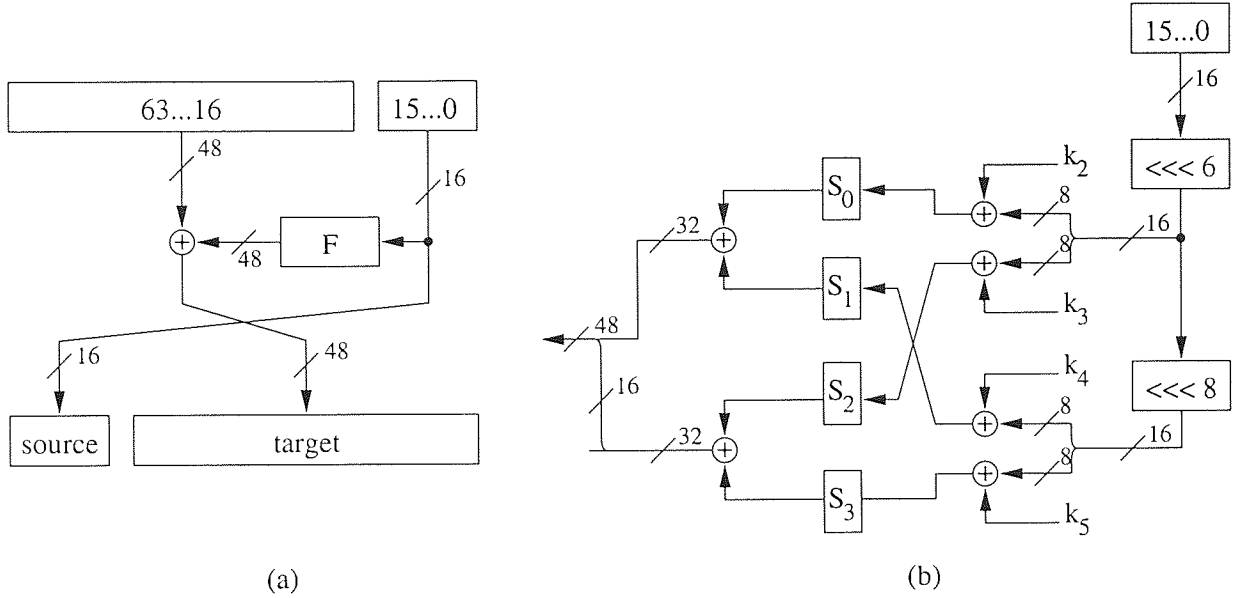 63...16
15...0
48
16
+
F
48
16
48
source
target
(a)
15...0
16
<<< 6
k2
8
16
8
k3
S0
S1
S2
S3
+
+
+
+
32
48
16
32
+
+
k4
8
16
8
k5
<<< 8
(b)